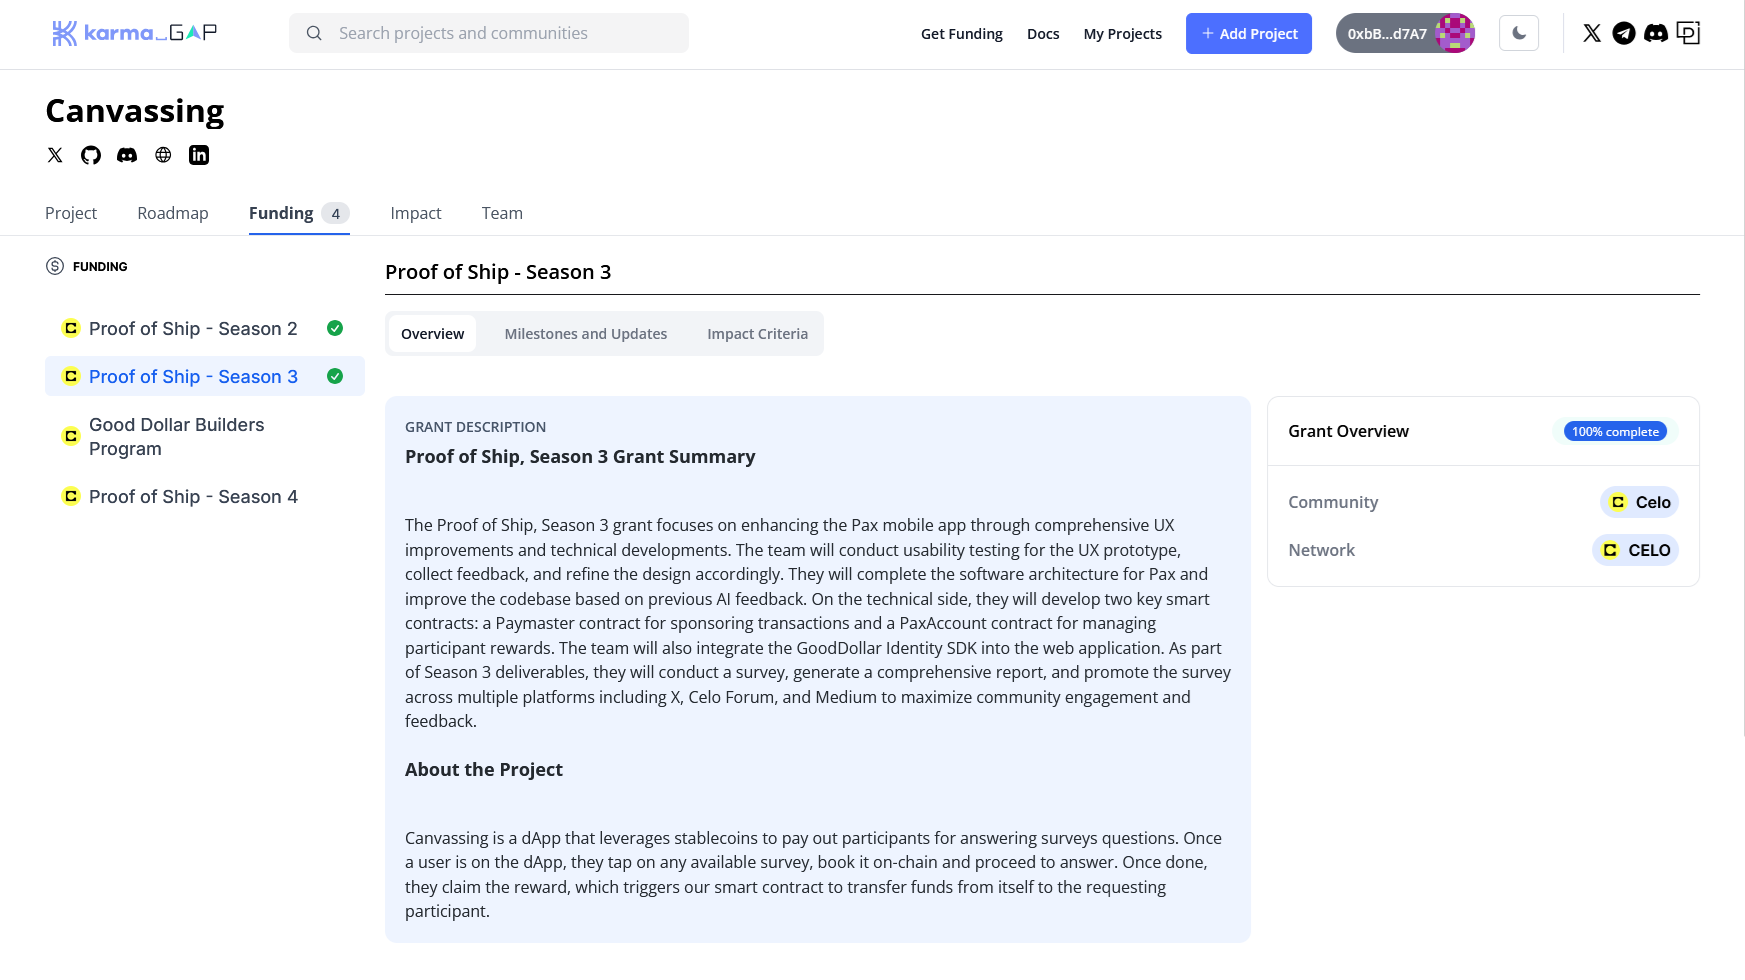 karma GAP
Search projects and communities
Get Funding
Docs
My Projects
+ Add Project
0xbB...d7A7
Canvassing
Project
Roadmap
Funding 4
Impact
Team
FUNDING
Proof of Ship - Season 2
Proof of Ship - Season 3
Good Dollar Builders
Program
Proof of Ship - Season 4
Proof of Ship - Season 3
Overview
Milestones and Updates
Impact Criteria
GRANT DESCRIPTION
Proof of Ship, Season 3 Grant Summary
The Proof of Ship, Season 3 grant focuses on enhancing the Pax mobile app through comprehensive UX
improvements and technical developments. The team will conduct usability testing for the UX prototype,
collect feedback, and refine the design accordingly. They will complete the software architecture for Pax and
improve the codebase based on previous AI feedback. On the technical side, they will develop two key smart
contracts: a Paymaster contract for sponsoring transactions and a PaxAccount contract for managing
participant rewards. The team will also integrate the GoodDollar Identity SDK into the web application. As part
of Season 3 deliverables, they will conduct a survey, generate a comprehensive report, and promote the survey
across multiple platforms including X, Celo Forum, and Medium to maximize community engagement and
feedback.
About the Project
Canvassing is a dApp that leverages stablecoins to pay out participants for answering surveys questions. Once
a user is on the dApp, they tap on any available survey, book it on-chain and proceed to answer. Once done,
they claim the reward, which triggers our smart contract to transfer funds from itself to the requesting
participant.
Grant Overview
100% complete
Community
Celo
Network
CELO